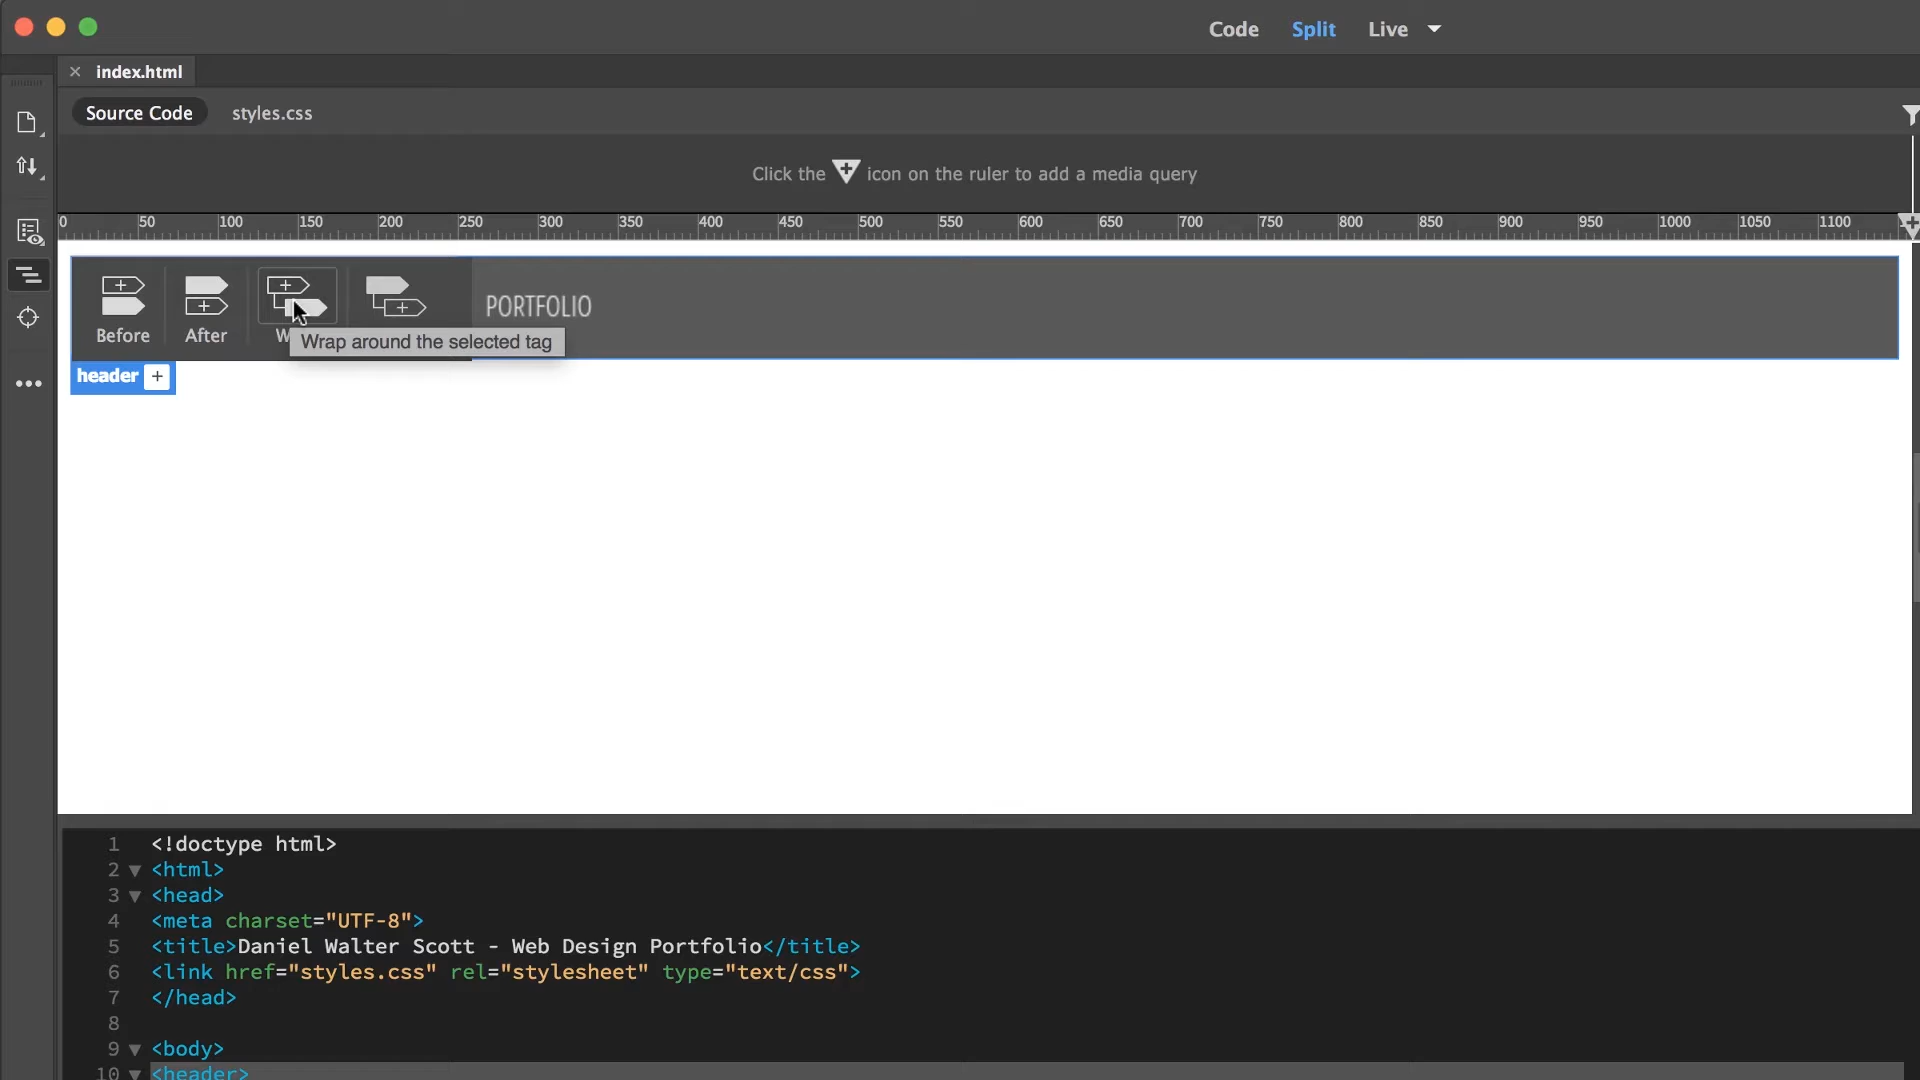 Code Split Live
× index.html
Source Code styles.css
Click the icon on the ruler to add a media query
0 50 100 150 200 250 300 350 400 450 500 550 600 650 700 750 800 850 900 950 1000 1050 1100
PORTFOLIO
Before After W
Wrap around the selected tag
header +
1 <!doctype html>
2 <html>
3 <head>
4 <meta charset="UTF-8">
5 <title>Daniel Walter Scott - Web Design Portfolio</title>
6 <link href="styles.css" rel="stylesheet" type="text/css">
7 </head>
8
9 <body>
10 <header>